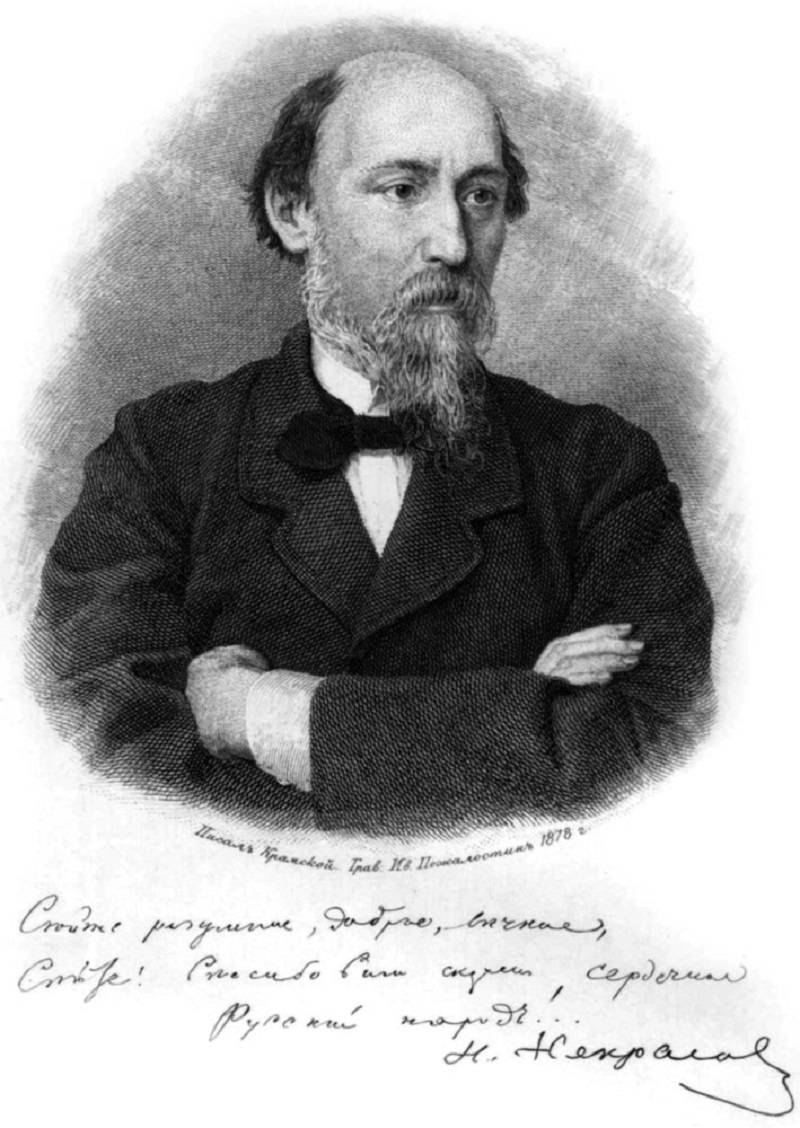 Писалъ Крамской. Грав. Ив. Пожалостинъ 1878 г.
Сѣйте разумное, доброе, вѣчное,
Сѣйте! Спасибо Вамъ скажетъ сердечное
Русскій народъ!...
Н. Некрасовъ